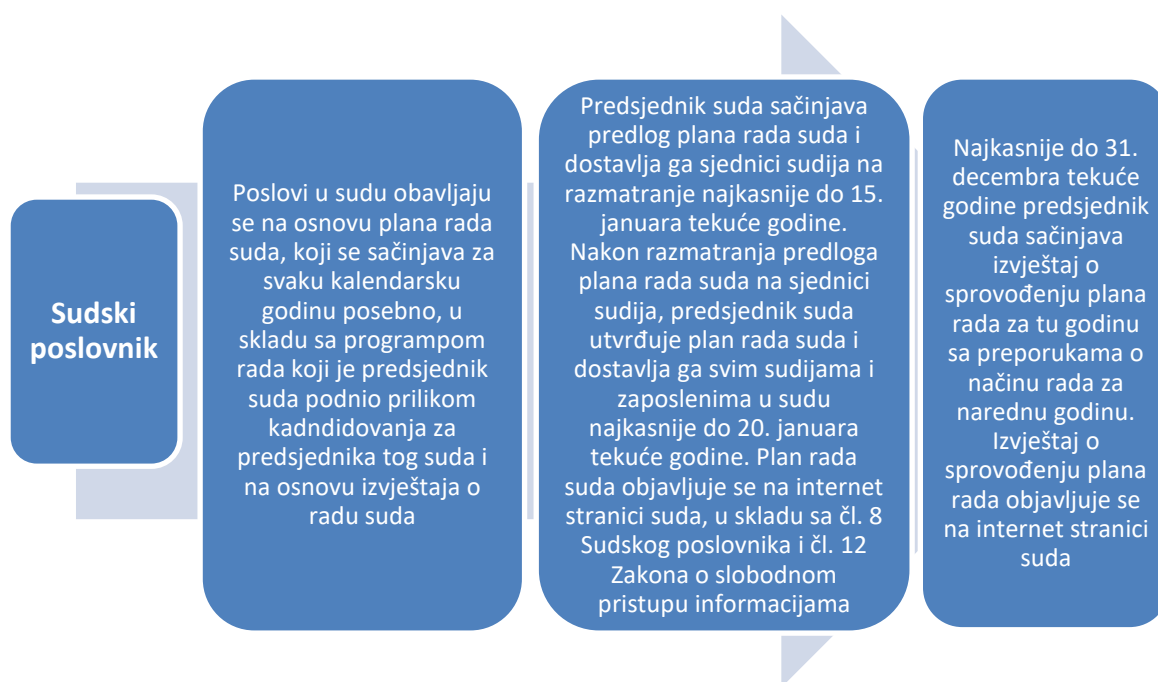 Sudski
poslovnik
Poslovi u sudu obavljaju
se na osnovu plana rada
suda, koji se sačinjava za
svaku kalendarsku
godinu posebno, u
skladu sa programpom
rada koji je predsjednik
suda podnio prilikom
kadndidovanja za
predsjednika tog suda i
na osnovu izvještaja o
radu suda
Predsjednik suda sačinjava
predlog plana rada suda i
dostavlja ga sjednici sudija na
razmatranje najkasnije do 15.
januara tekuće godine.
Nakon razmatranja predloga
plana rada suda na sjednici
sudija, predsjednik suda
utvrđuje plan rada suda i
dostavlja ga svim sudijama i
zaposlenima u sudu
najkasnije do 20. januara
tekuće godine. Plan rada
suda objavljuje se na internet
stranici suda, u skladu sa čl. 8
Sudskog poslovnika i čl. 12
Zakona o slobodnom
pristupu informacijama
Najkasnije do 31.
decembra tekuće
godine predsjednik
suda sačinjava
izvještaj o
sprovođenju plana
rada za tu godinu
sa preporukama o
načinu rada za
narednu godinu.
Izvještaj o
sprovođenju plana
rada objavljuje se
na internet stranici
suda